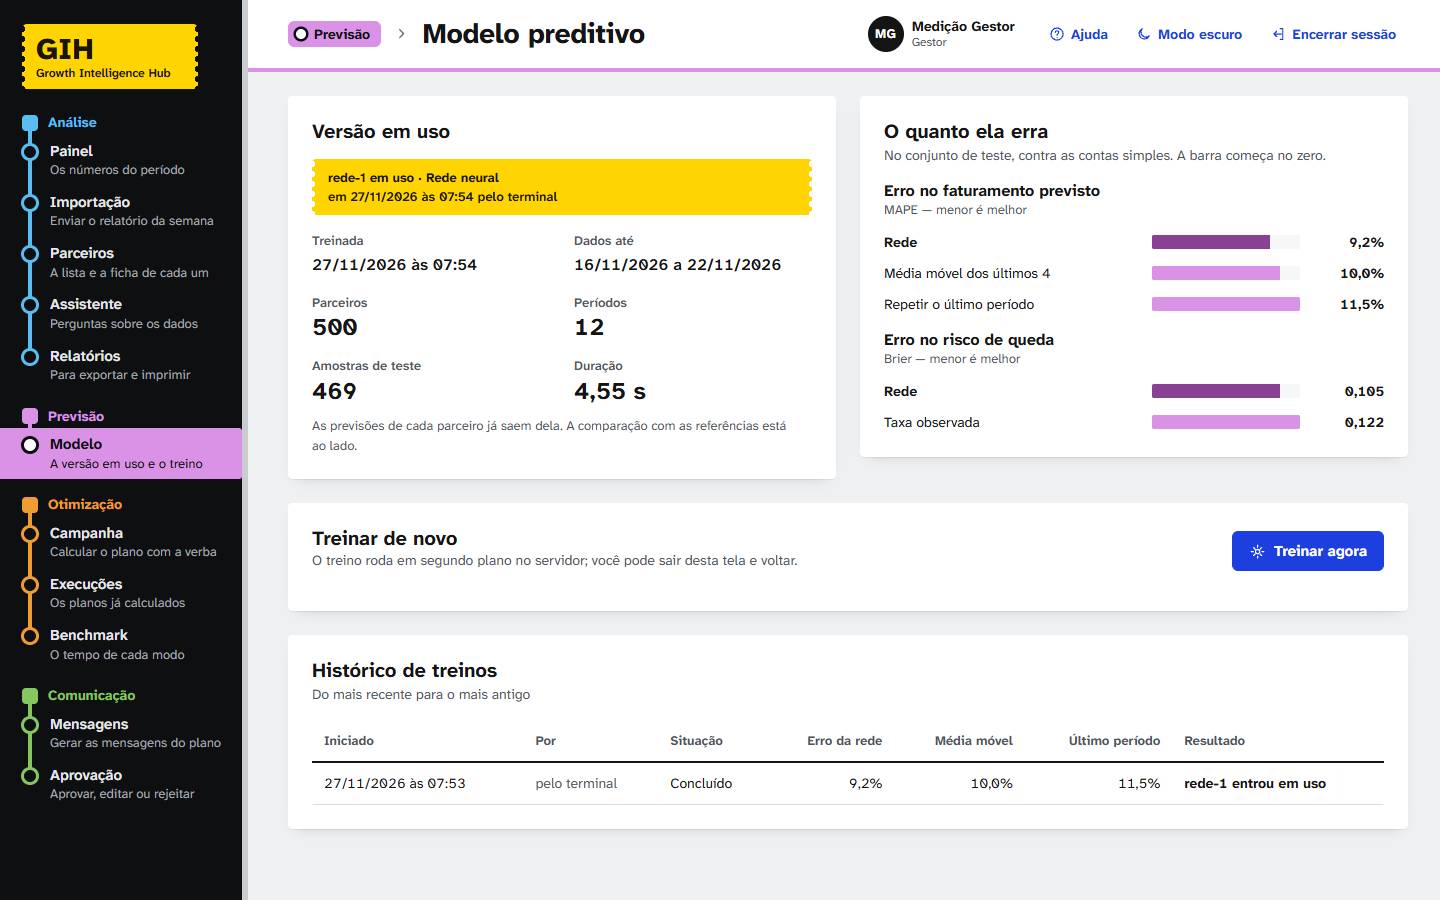 GIH
Growth Intelligence Hub
Análise
Painel
Os números do período
Importação
Enviar o relatório da semana
Parceiros
A lista e a ficha de cada um
Assistente
Perguntas sobre os dados
Relatórios
Para exportar e imprimir
Previsão
Modelo
A versão em uso e o treino
Otimização
Campanha
Calcular o plano com a verba
Execuções
Os planos já calculados
Benchmark
O tempo de cada modo
Comunicação
Mensagens
Gerar as mensagens do plano
Aprovação
Aprovar, editar ou rejeitar
Previsão
Modelo preditivo
MG
Medição Gestor
Gestor
Ajuda
Modo escuro
Encerrar sessão
Versão em uso
rede-1 em uso · Rede neural
em 27/11/2026 às 07:54 pelo terminal
Treinada
27/11/2026 às 07:54
Dados até
16/11/2026 a 22/11/2026
Parceiros
500
Períodos
12
Amostras de teste
469
Duração
4,55 s
As previsões de cada parceiro já saem dela. A comparação com as referências está
ao lado.
O quanto ela erra
No conjunto de teste, contra as contas simples. A barra começa no zero.
Erro no faturamento previsto
MAPE — menor é melhor
Rede 9,2%
Média móvel dos últimos 4 10,0%
Repetir o último período 11,5%
Erro no risco de queda
Brier — menor é melhor
Rede 0,105
Taxa observada 0,122
Treinar de novo
O treino roda em segundo plano no servidor; você pode sair desta tela e voltar.
Treinar agora
Histórico de treinos
Do mais recente para o mais antigo
Iniciado Por Situação Erro da rede Média móvel Último período Resultado
27/11/2026 às 07:53 pelo terminal Concluído 9,2% 10,0% 11,5% rede-1 entrou em uso